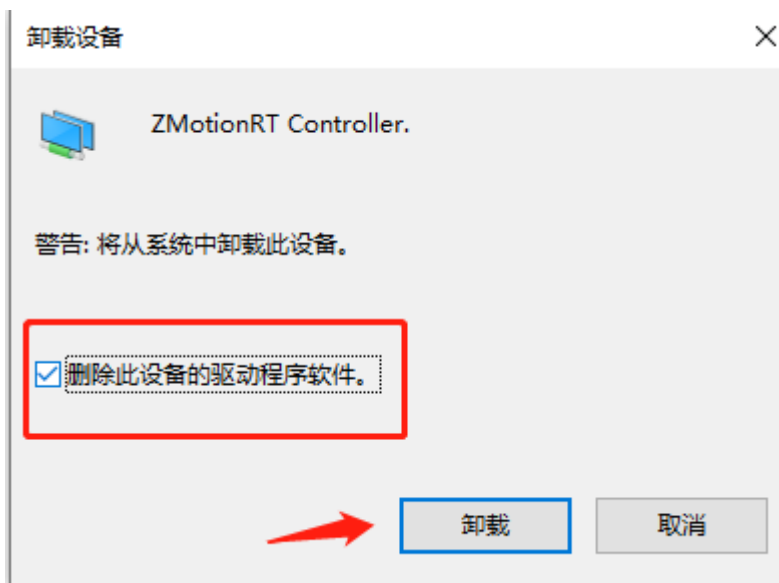 卸载设备
ZMotionRT Controller.
警告: 将从系统中卸载此设备。
删除此设备的驱动程序软件。
卸载
取消